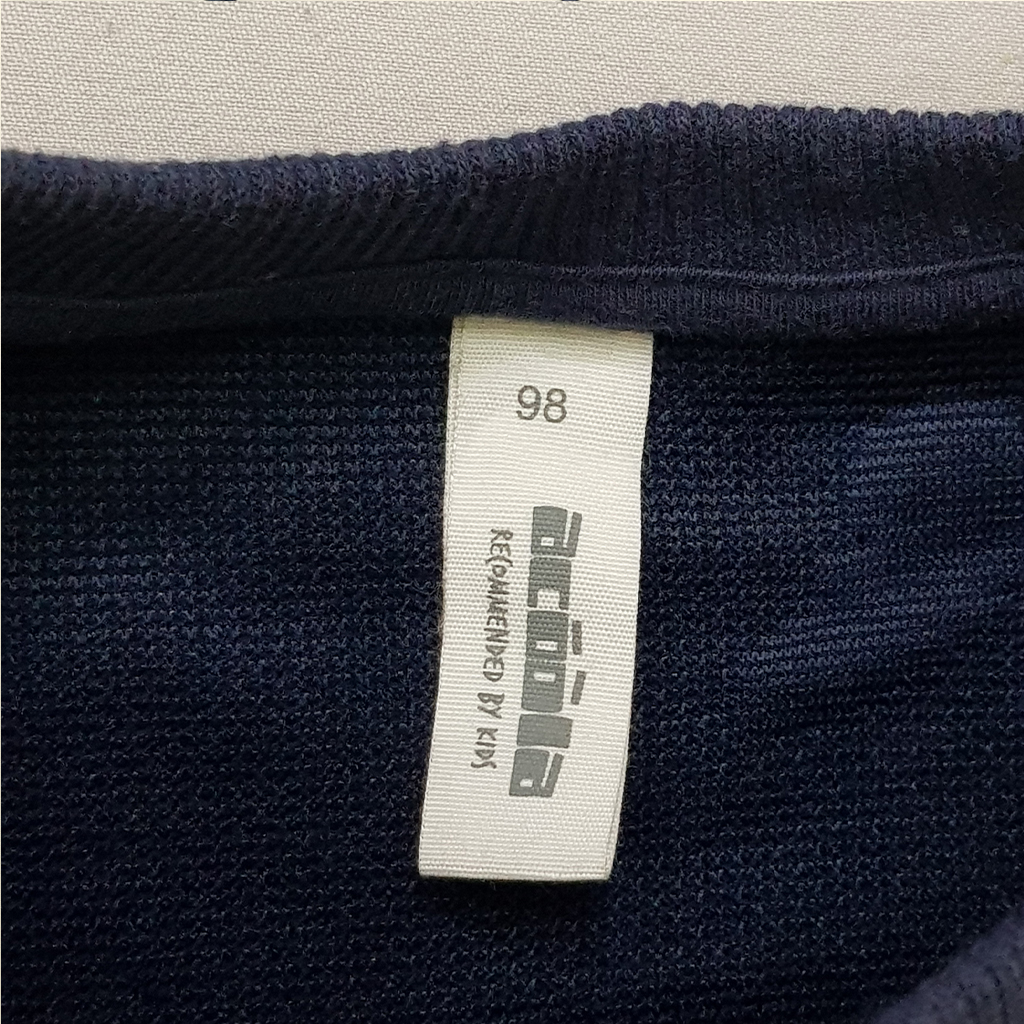 98
acoola
RECOMMENDED BY KIDS